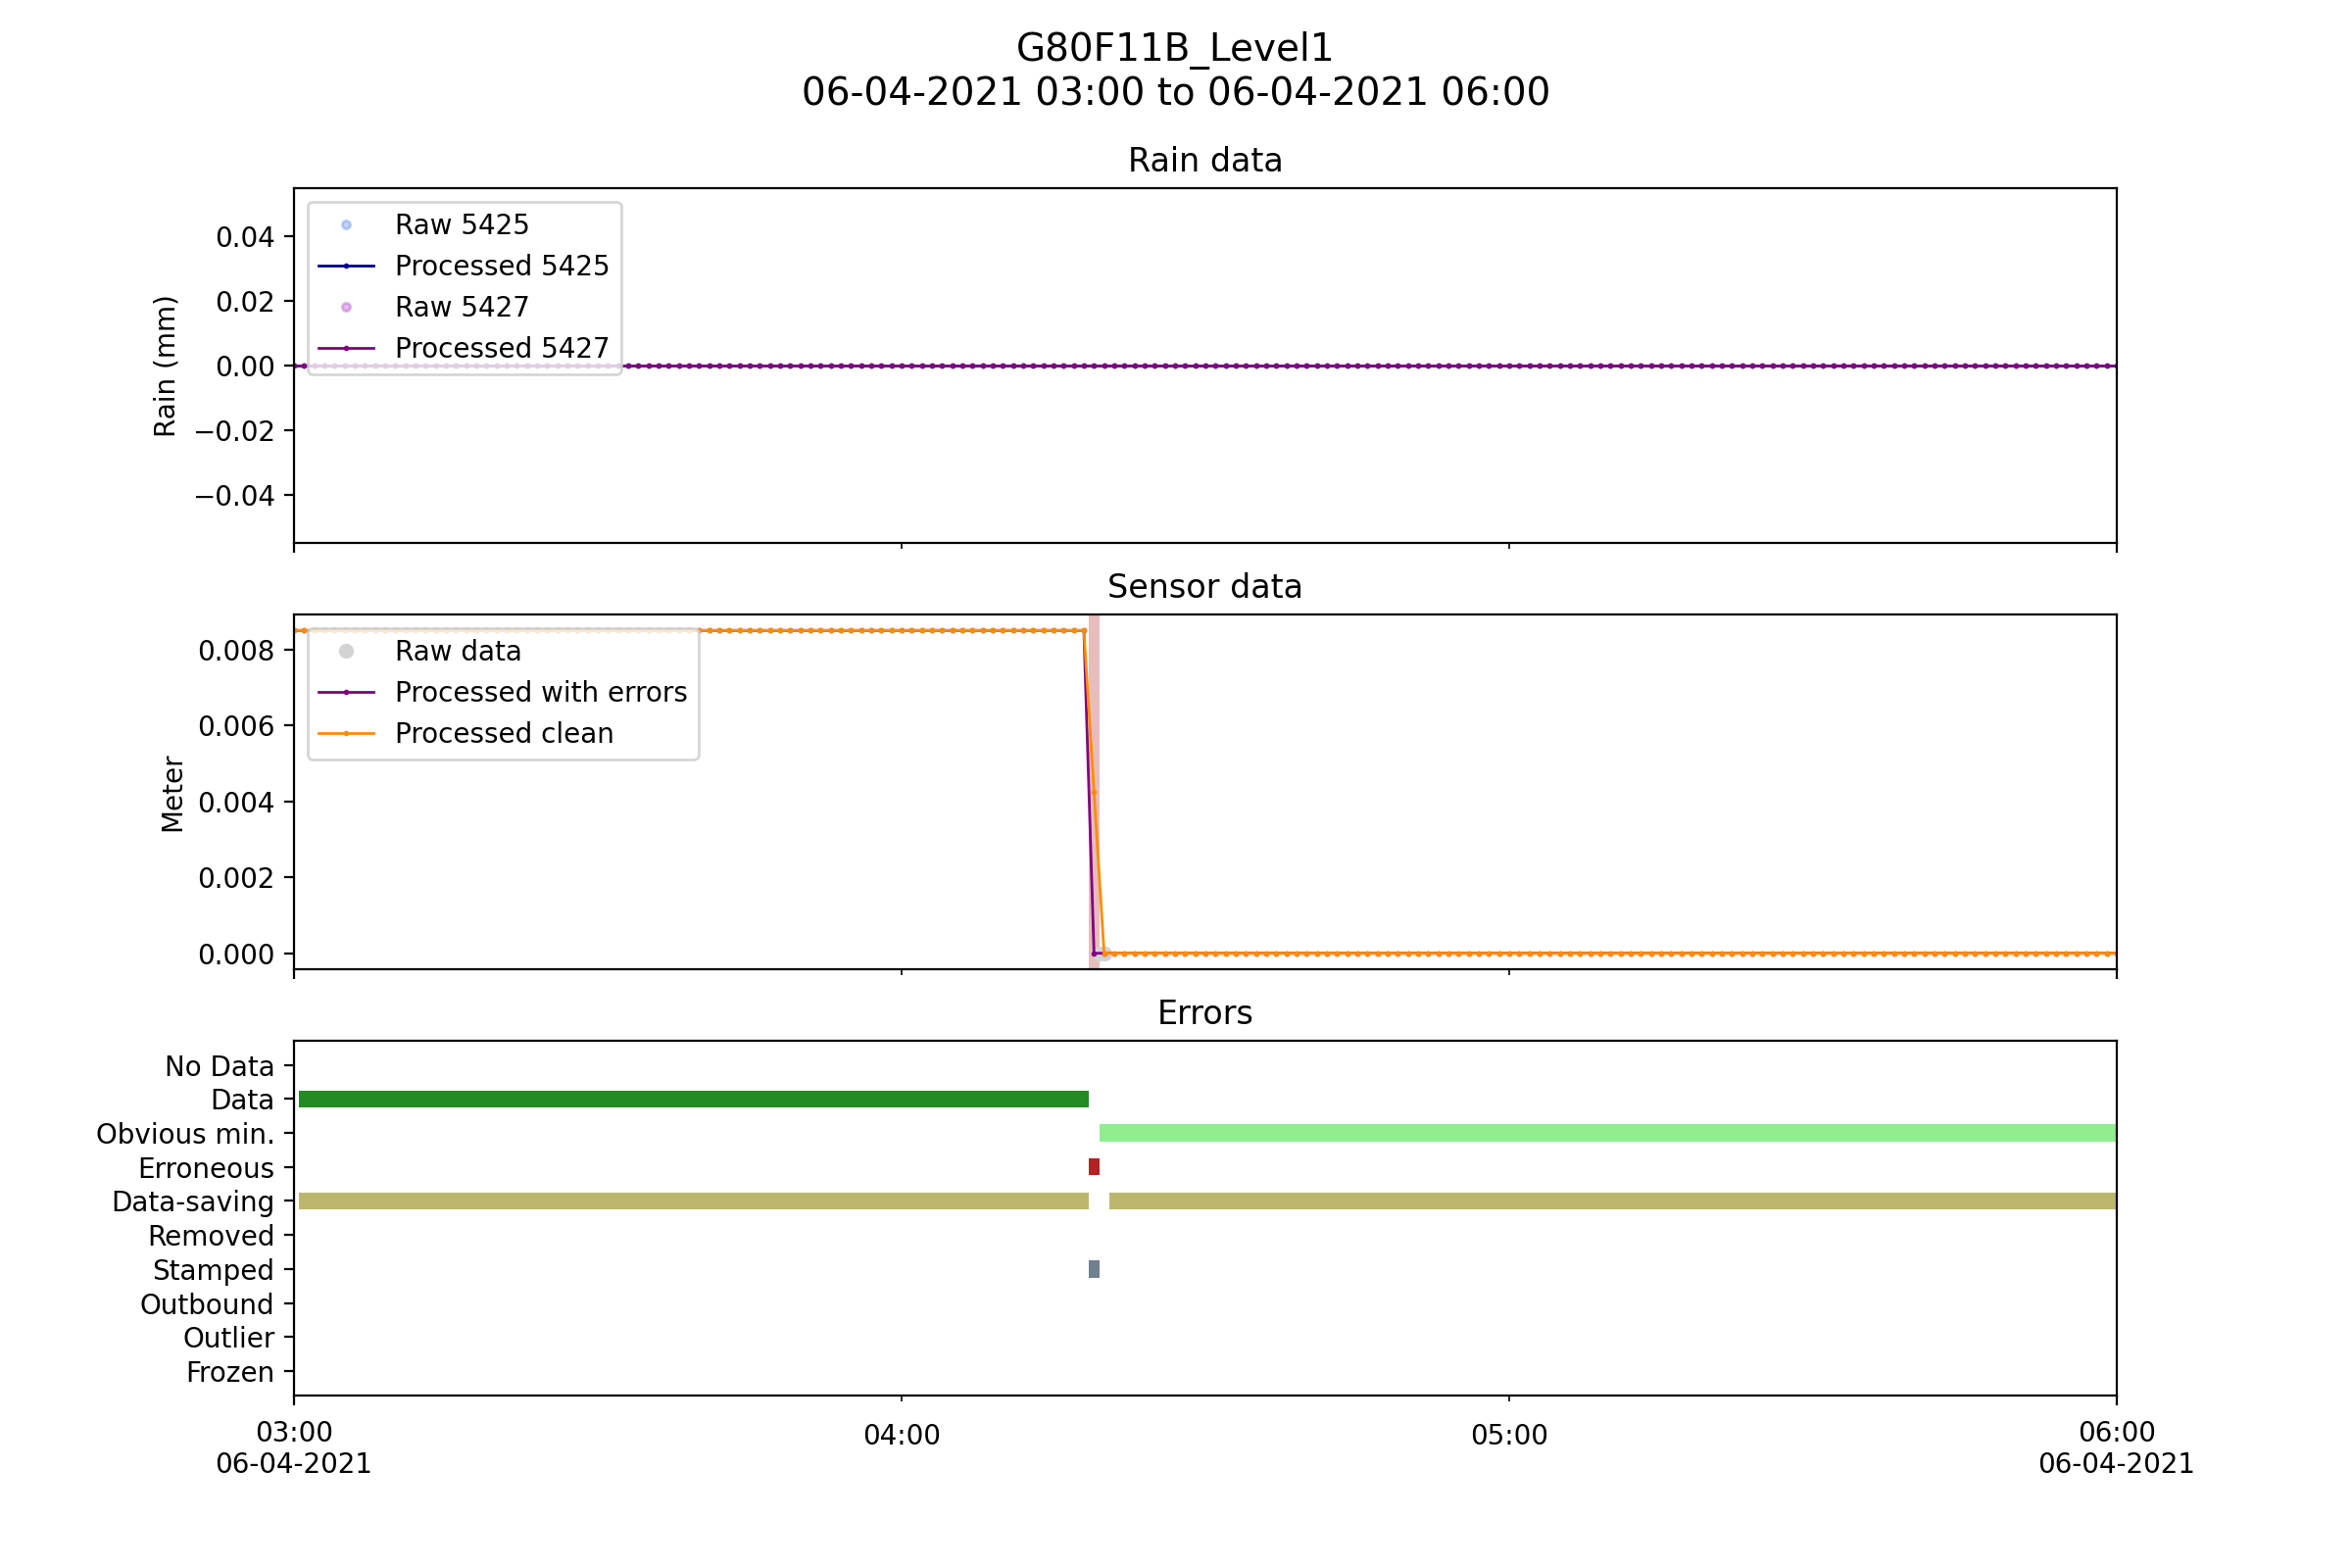 G80F11B_Level1
06-04-2021 03:00 to 06-04-2021 06:00
Rain data
Rain (mm)
0.04
0.02
0.00
−0.02
−0.04
Raw 5425
Processed 5425
Raw 5427
Processed 5427
Sensor data
Meter
0.008
0.006
0.004
0.002
0.000
Raw data
Processed with errors
Processed clean
Errors
No Data
Data
Obvious min.
Erroneous
Data-saving
Removed
Stamped
Outbound
Outlier
Frozen
03:00
06-04-2021
04:00
05:00
06:00
06-04-2021